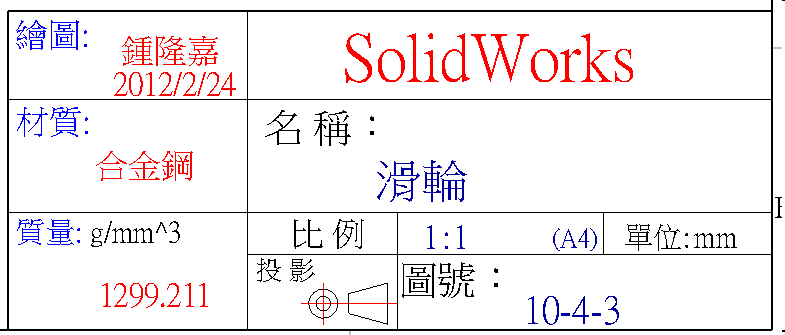 繪圖:
鍾隆嘉
2012/2/24
SolidWorks
材質:
合金鋼
名 稱：
滑輪
質量: g/mm^3
1299.211
比 例
1:1
(A4)
單位:mm
投 影
圖號：
10-4-3